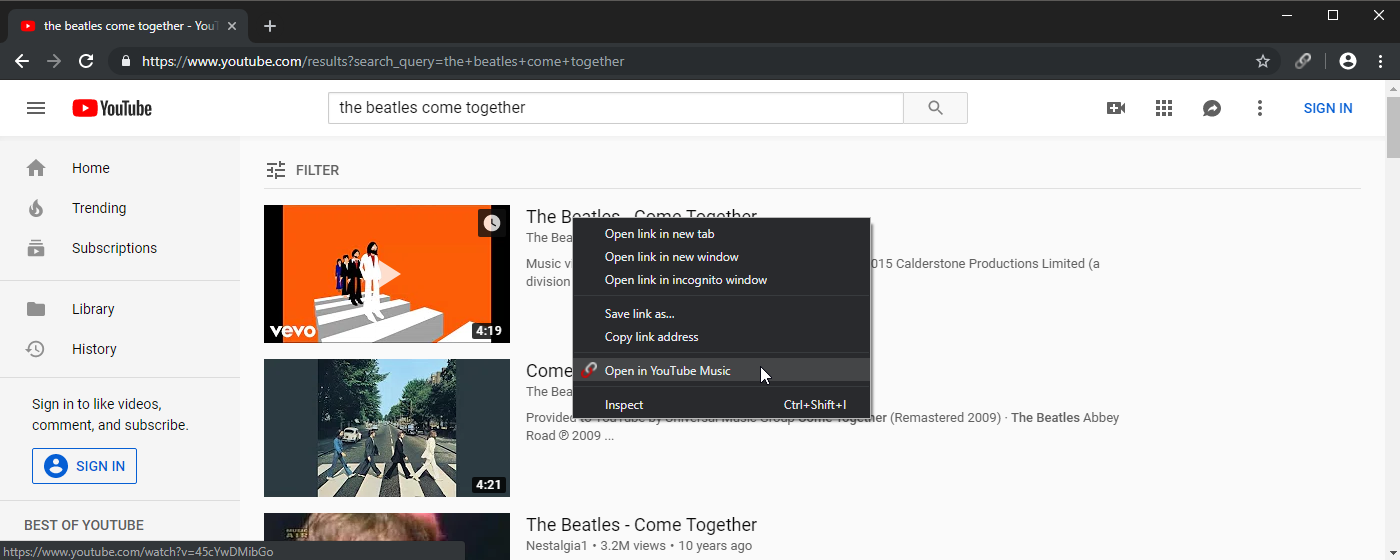 the beatles come together - You
https://www.youtube.com/results?search_query=the+beatles+come+together
YouTube
the beatles come together
SIGN IN
Home
Trending
Subscriptions
Library
History
Sign in to like videos,
comment, and subscribe.
SIGN IN
BEST OF YOUTUBE
https://www.youtube.com/watch?v=45cYwDMibGo
FILTER
vevo
4:19
The Beatles - Come Together
The Bea
Music v 015 Calderstone Productions Limited (a
division
Open link in new tab
Open link in new window
Open link in incognito window
Save link as...
Copy link address
Open in YouTube Music
Inspect Ctrl+Shift+I
4:21
Come
The Bea
Provided to YouTube by Universal Music Group Come Together (Remastered 2009) · The Beatles Abbey
Road ℗ 2009 ...
The Beatles - Come Together
Nostalgia1 • 3.2M views • 10 years ago